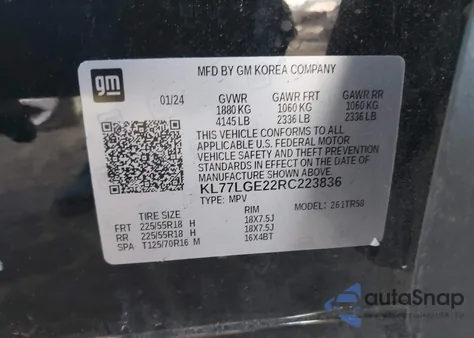 gm
MFD BY GM KOREA COMPANY
01/24 GVWR GAWR FRT GAWR RR
1880 KG 1060 KG 1060 KG
4145 LB 2336 LB 2336 LB
THIS VEHICLE CONFORMS TO ALL
APPLICABLE U.S. FEDERAL MOTOR
VEHICLE SAFETY AND THEFT
PREVENTION STANDARDS
IN EFFECT ON THE DATE OF
MANUFACTURE SHOWN ABOVE.
KL77LGE22RC223836
TYPE: MPV MODEL: 261TR58
TIRE SIZE RIM
FRT 225/55R18 H 18X7.5J
RR 225/55R18 H 18X7.5J
SPA T125/70R16 M 16X4BT
autoSnap